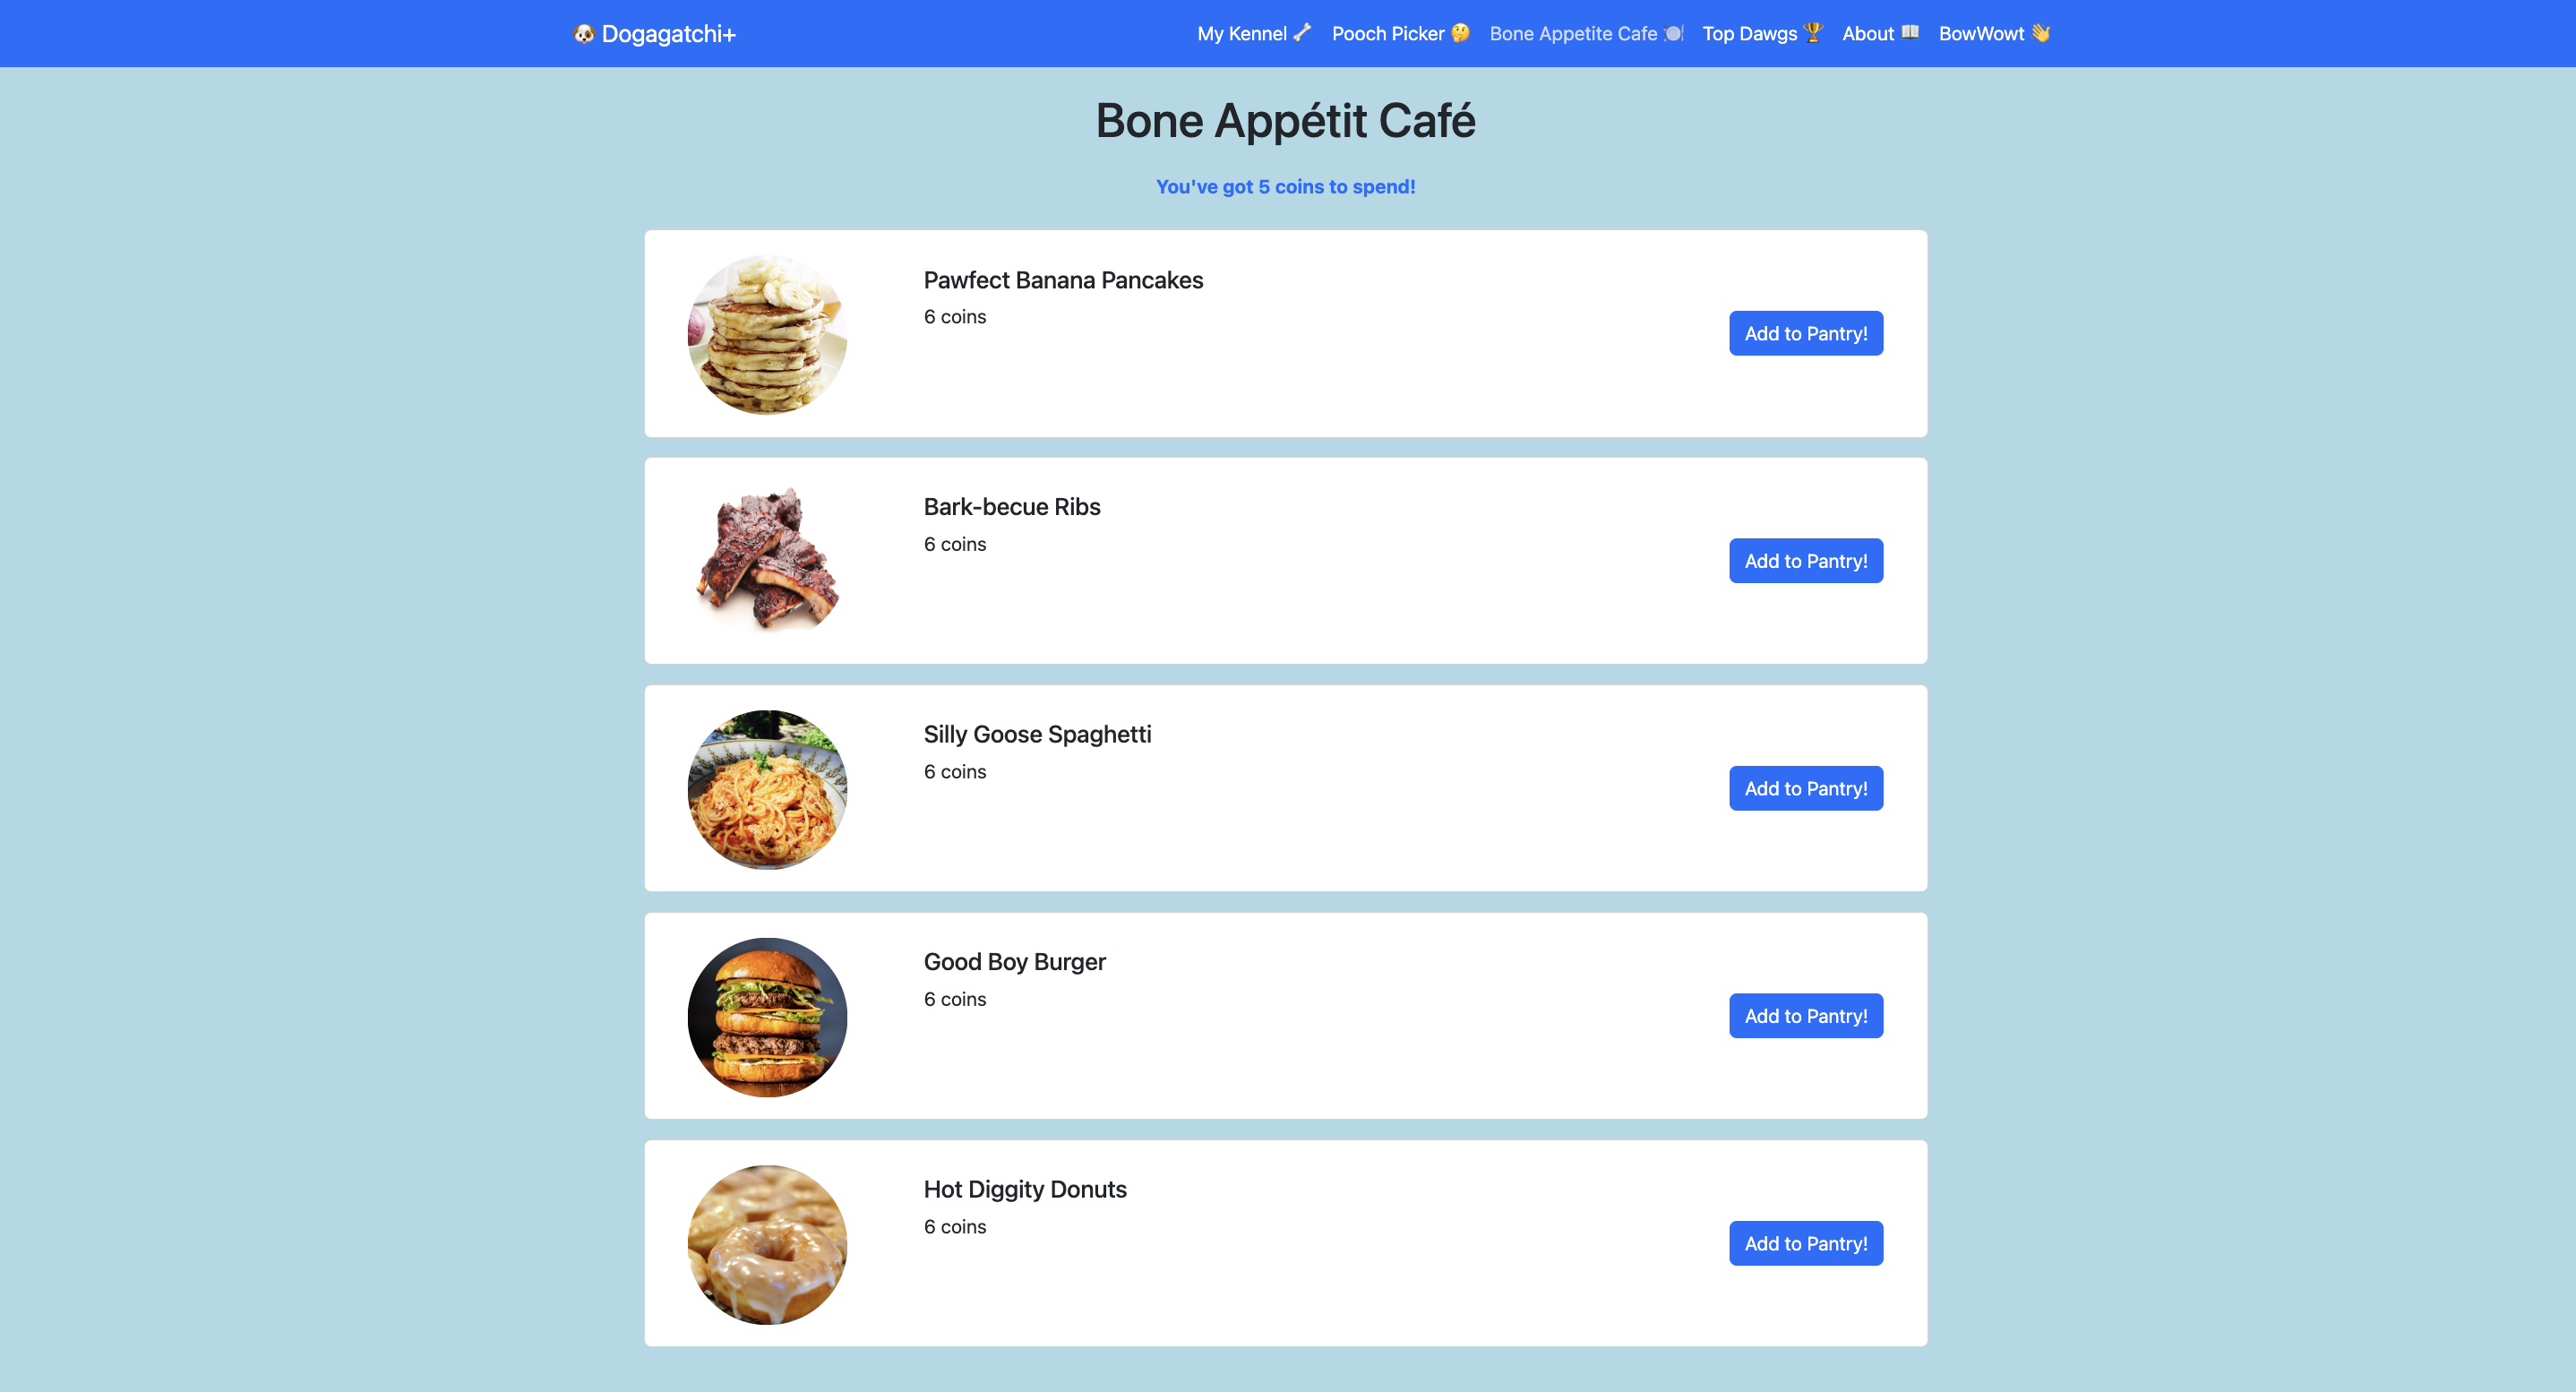 🐶 Dogagatchi+ My Kennel 🦴 Pooch Picker 🤔 Bone Appetite Cafe 🍽️ Top Dawgs 🏆 About 📖 BowWowt 👋
Bone Appétit Café
You've got 5 coins to spend!
Pawfect Banana Pancakes
6 coins
Add to Pantry!
Bark-becue Ribs
6 coins
Add to Pantry!
Silly Goose Spaghetti
6 coins
Add to Pantry!
Good Boy Burger
6 coins
Add to Pantry!
Hot Diggity Donuts
6 coins
Add to Pantry!